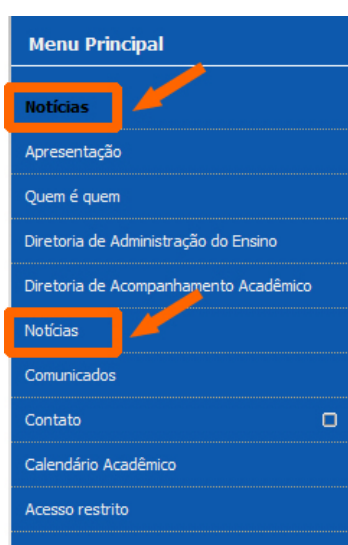 Menu Principal
Notícias
Apresentação
Quem é quem
Diretoria de Administração do Ensino
Diretoria de Acompanhamento Acadêmico
Notícias
Comunicados
Contato
Calendário Acadêmico
Acesso restrito